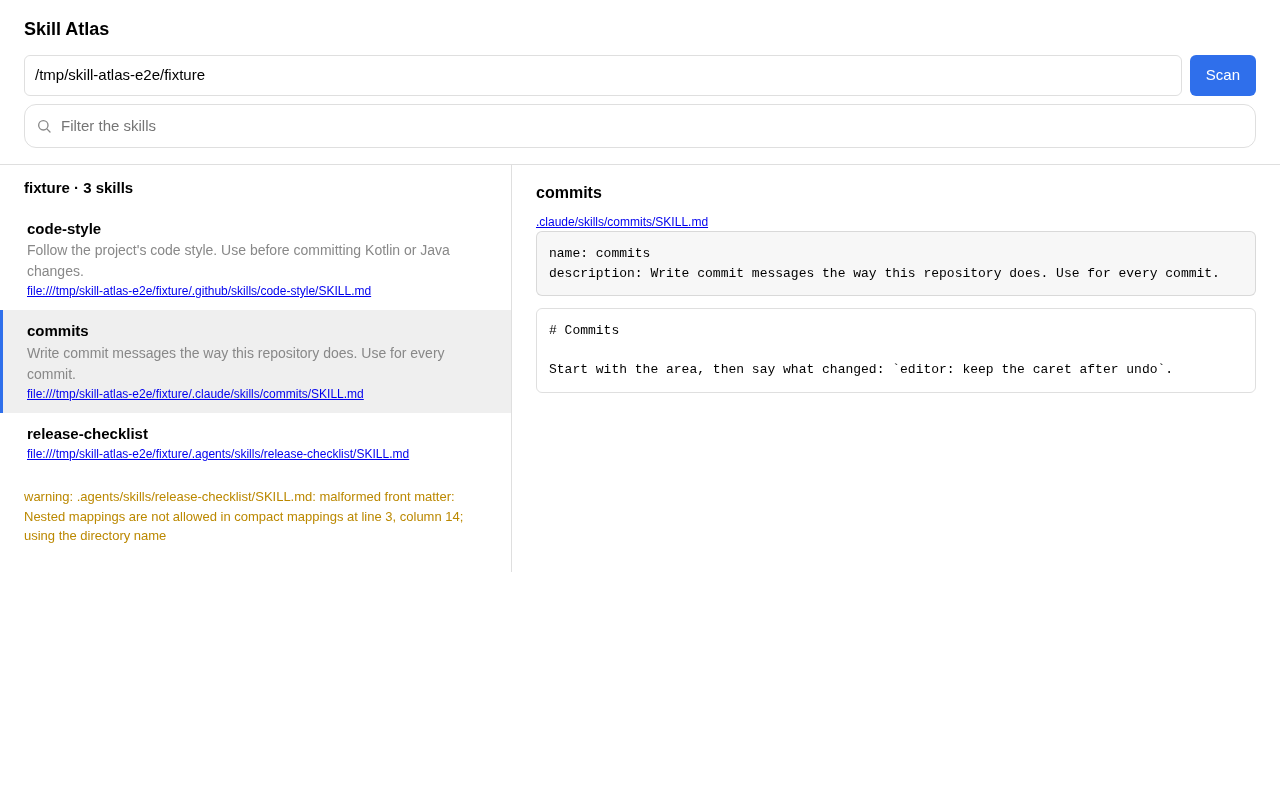 Skill Atlas
/tmp/skill-atlas-e2e/fixture
Scan
Filter the skills
fixture · 3 skills
code-style
Follow the project's code style. Use before committing Kotlin or Java
changes.
file:///tmp/skill-atlas-e2e/fixture/.github/skills/code-style/SKILL.md
commits
Write commit messages the way this repository does. Use for every
commit.
file:///tmp/skill-atlas-e2e/fixture/.claude/skills/commits/SKILL.md
release-checklist
file:///tmp/skill-atlas-e2e/fixture/.agents/skills/release-checklist/SKILL.md
warning: .agents/skills/release-checklist/SKILL.md: malformed front matter:
Nested mappings are not allowed in compact mappings at line 3, column 14;
using the directory name
commits
.claude/skills/commits/SKILL.md
name: commits
description: Write commit messages the way this repository does. Use for every commit.
# Commits
Start with the area, then say what changed: `editor: keep the caret after undo`.